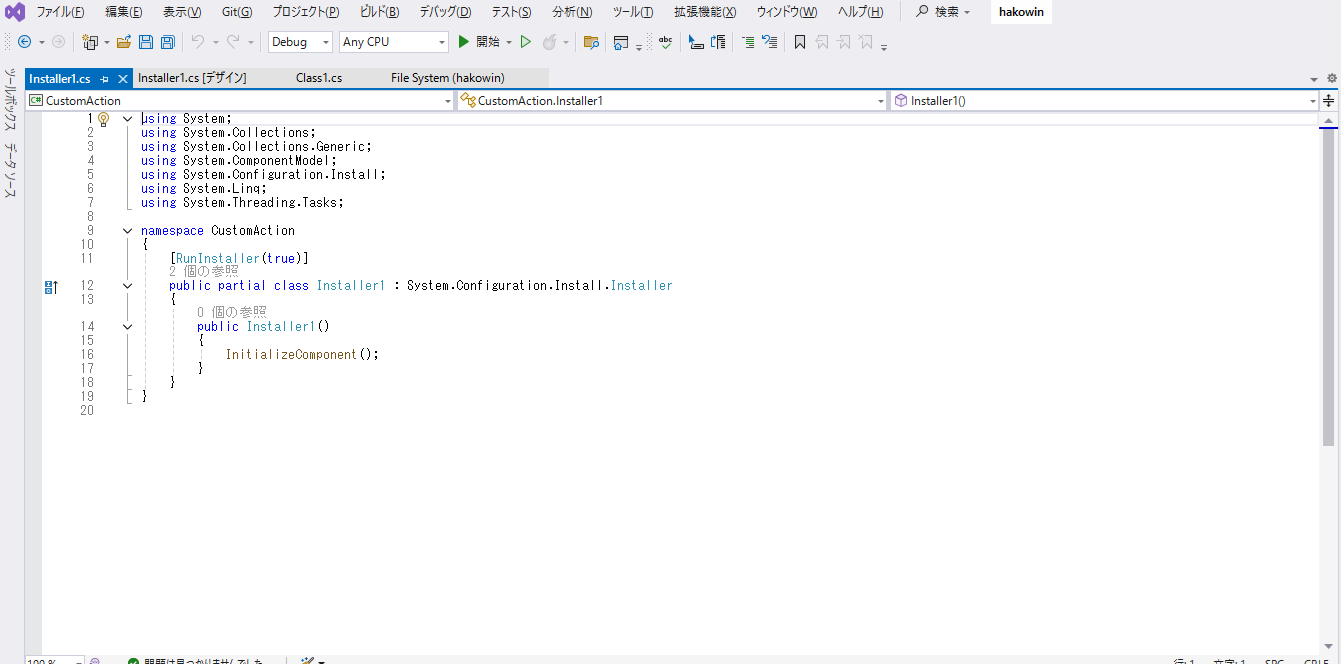 ファイル(F) 編集(E) 表示(V) Git(G) プロジェクト(P) ビルド(B) デバッグ(D) テスト(S) 分析(N) ツール(T) 拡張機能(X) ウィンドウ(W) ヘルプ(H) 検索 hakowin
Debug Any CPU 開始 abc
ツールボックス データ ソース
Installer1.cs Installer1.cs [デザイン] Class1.cs File System (hakowin)
C# CustomAction CustomAction.Installer1 Installer1()
1 using System;
2 using System.Collections;
3 using System.Collections.Generic;
4 using System.ComponentModel;
5 using System.Configuration.Install;
6 using System.Linq;
7 using System.Threading.Tasks;
8
9 namespace CustomAction
10 {
11 [RunInstaller(true)]
2 個の参照
12 public partial class Installer1 : System.Configuration.Install.Installer
13 {
0 個の参照
14 public Installer1()
15 {
16 InitializeComponent();
17 }
18 }
19 }
20
100 % 問題は見つかりませんでした 行: 1 文字: 1 SPC CRLF